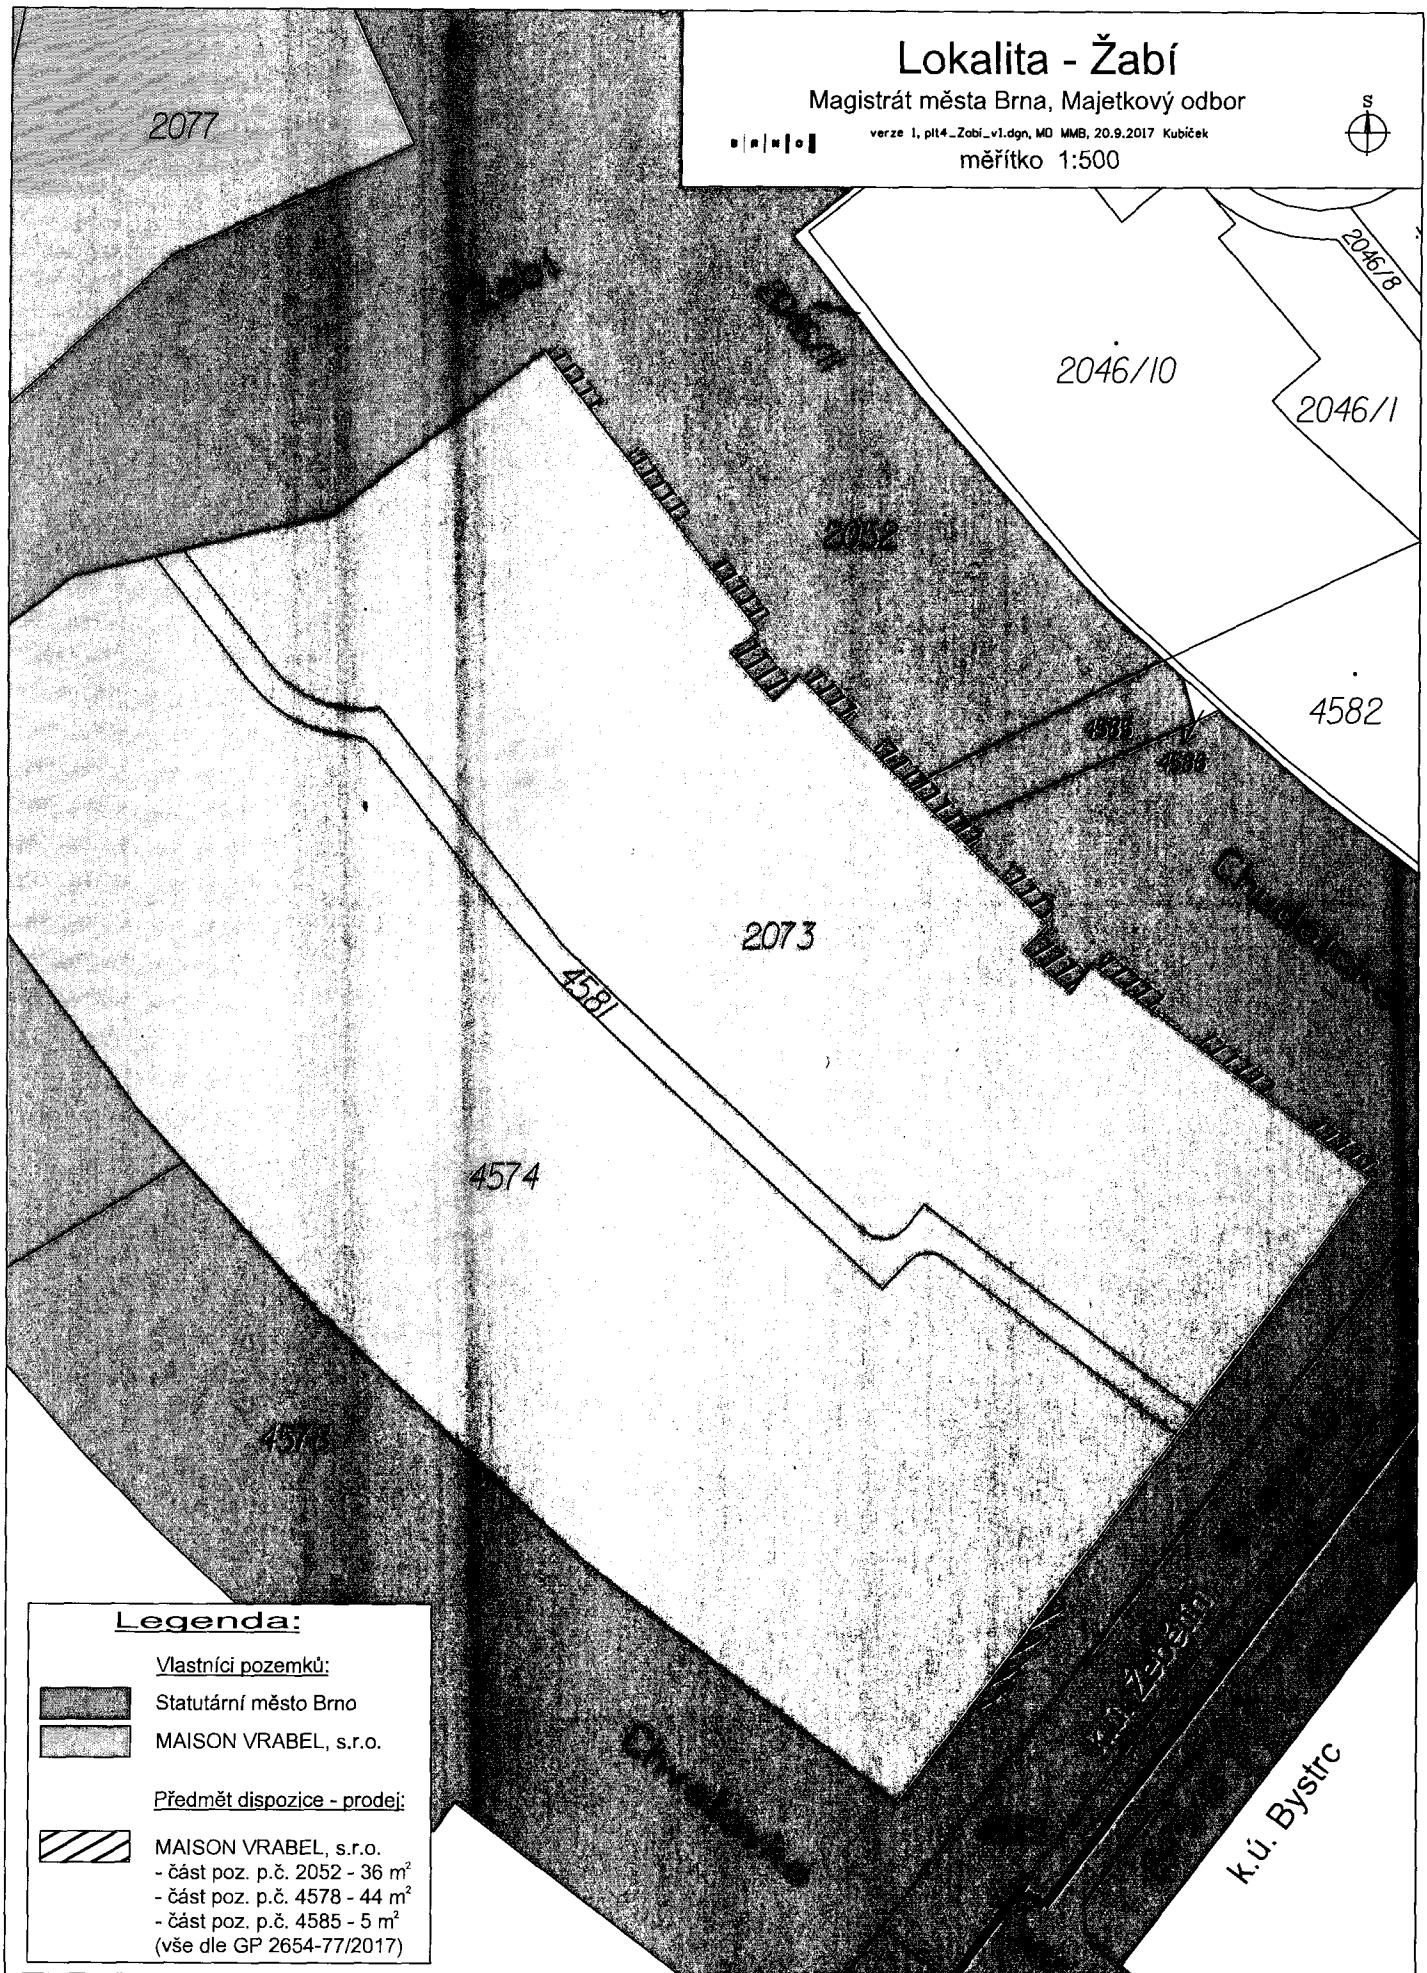 Lokalita - Žabí
Magistrát města Brna, Majetkový odbor
B R N O
verze 1, plt4_Zobi_v1.dgn, MO MMB, 20.9.2017 Kubíček
měřítko 1:500
S
2077
2046/8
2046/10
2046/1
2052
4582
4588
2073
4581
4574
k.ú. Žebětín
k.ú. Bystrc
Legenda:
Vlastníci pozemků:
Statutární město Brno
MAISON VRABEL, s.r.o.
Předmět dispozice - prodej:
MAISON VRABEL, s.r.o.
- část poz. p.č. 2052 - 36 m²
- část poz. p.č. 4578 - 44 m²
- část poz. p.č. 4585 - 5 m²
(vše dle GP 2654-77/2017)